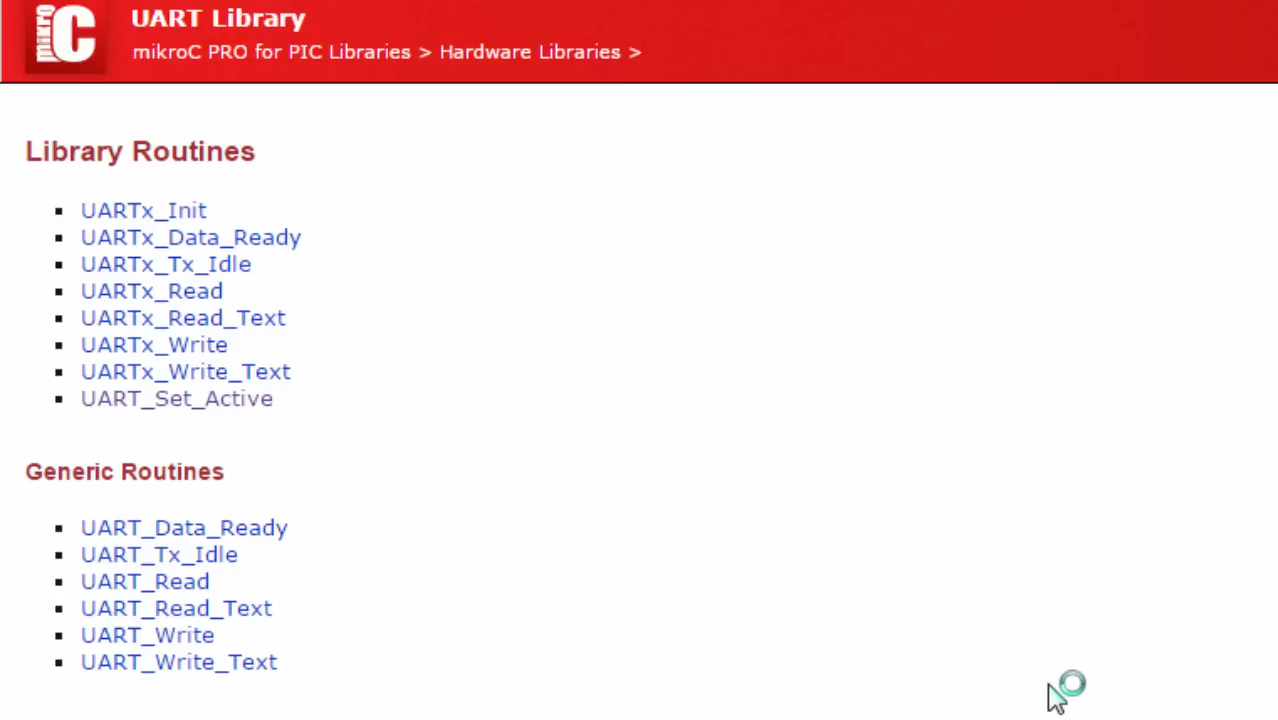 mikro C
UART Library
mikroC PRO for PIC Libraries > Hardware Libraries >
Library Routines
UARTx_Init
UARTx_Data_Ready
UARTx_Tx_Idle
UARTx_Read
UARTx_Read_Text
UARTx_Write
UARTx_Write_Text
UART_Set_Active
Generic Routines
UART_Data_Ready
UART_Tx_Idle
UART_Read
UART_Read_Text
UART_Write
UART_Write_Text